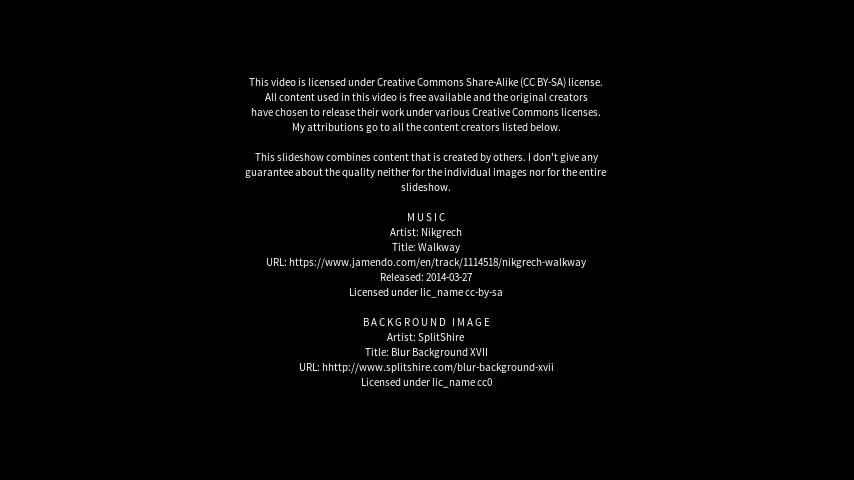 This video is licensed under Creative Commons Share-Alike (CC BY-SA) license.
All content used in this video is free available and the original creators
have chosen to release their work under various Creative Commons licenses.
My attributions go to all the content creators listed below.
This slideshow combines content that is created by others. I don't give any
guarantee about the quality neither for the individual images nor for the entire
slideshow.
MUSIC
Artist: Nikgrech
Title: Walkway
URL: https://www.jamendo.com/en/track/1114518/nikgrech-walkway
Released: 2014-03-27
Licensed under lic_name cc-by-sa
BACKGROUND IMAGE
Artist: SplitShire
Title: Blur Background XVII
URL: hhttp://www.splitshire.com/blur-background-xvii
Licensed under lic_name cc0